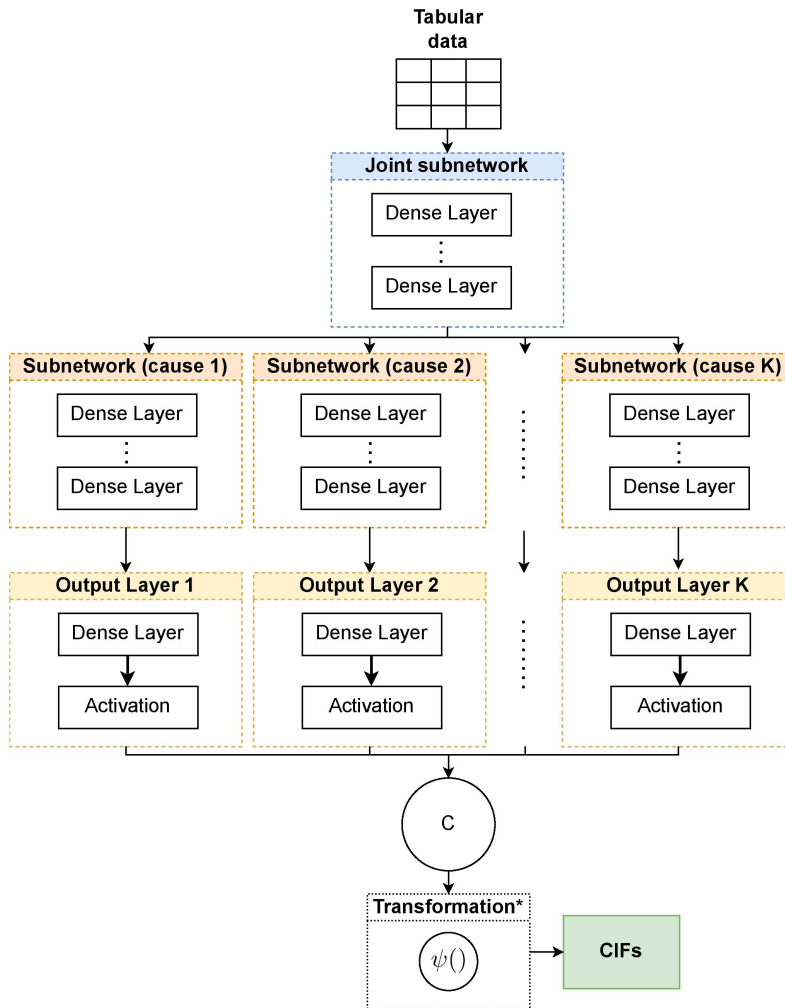 Tabular
data
Joint subnetwork
Dense Layer
Dense Layer
Subnetwork (cause 1)
Subnetwork (cause 2)
Subnetwork (cause K)
Dense Layer
Dense Layer
Dense Layer
Dense Layer
Dense Layer
Dense Layer
Output Layer 1
Output Layer 2
Output Layer K
Dense Layer
Dense Layer
Dense Layer
Activation
Activation
Activation
C
Transformation*
ψ()
CIFs